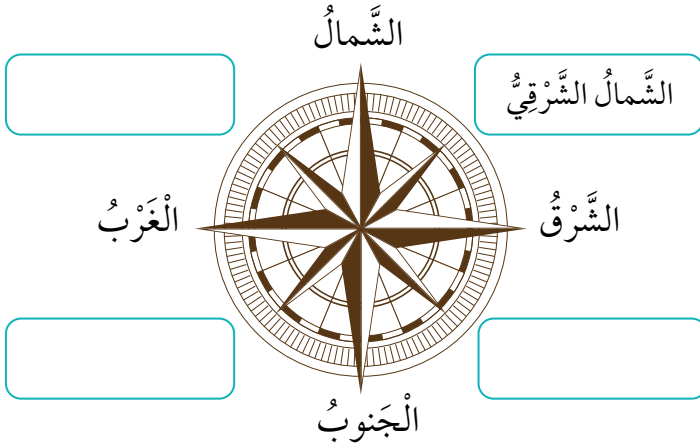 الشَّمالُ
الشَّمالُ الشَّرْقِيُّ
الشَّرْقُ
الْغَرْبُ
الْجَنوبُ